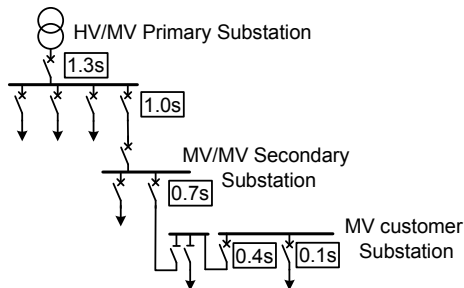 HV/MV Primary Substation
1.3s
1.0s
MV/MV Secondary
Substation
0.7s
MV customer
Substation
0.4s
0.1s